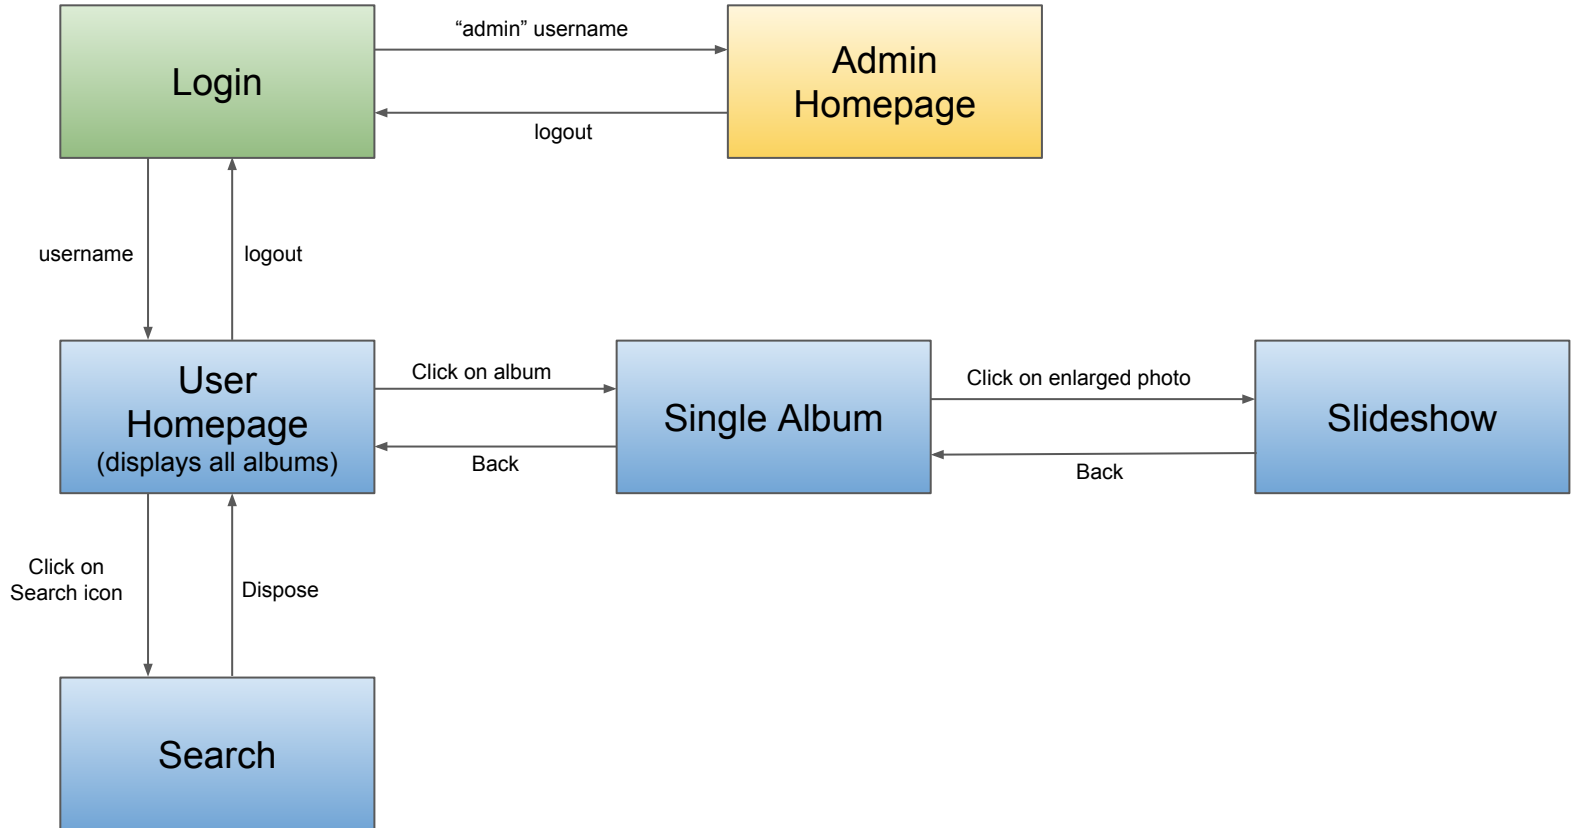 “admin” username
Login
Admin
Homepage
logout
username
logout
User
Homepage
(displays all albums)
Click on album
Back
Single Album
Click on enlarged photo
Back
Slideshow
Click on
Search icon
Dispose
Search